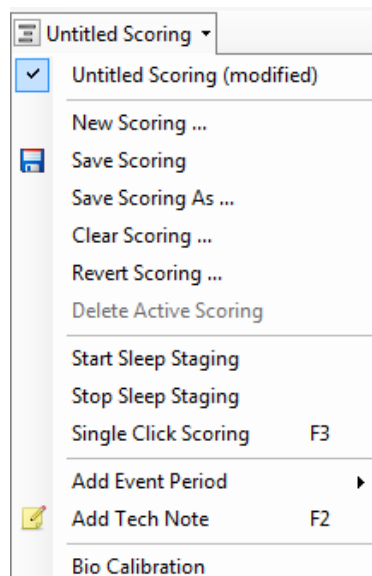 Untitled Scoring
Untitled Scoring (modified)
New Scoring ...
Save Scoring
Save Scoring As ...
Clear Scoring ...
Revert Scoring ...
Delete Active Scoring
Start Sleep Staging
Stop Sleep Staging
Single Click Scoring F3
Add Event Period
Add Tech Note F2
Bio Calibration